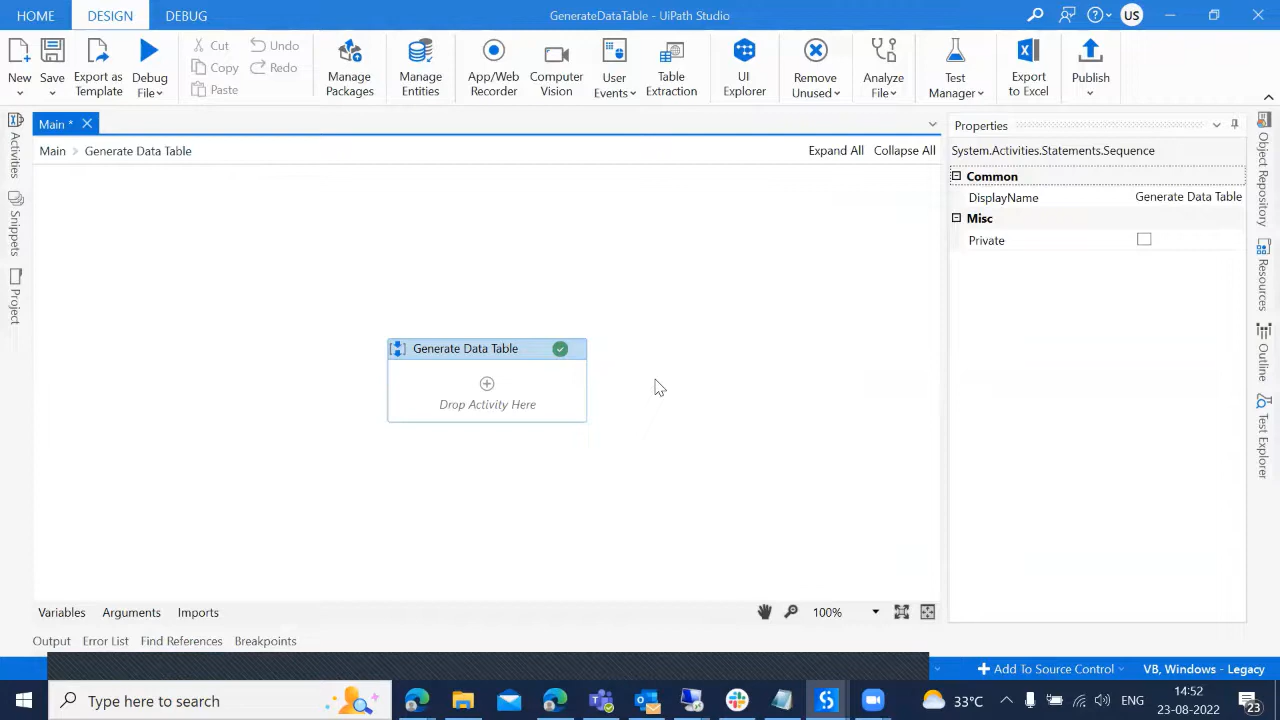 HOME DESIGN DEBUG GenerateDataTable - UiPath Studio US
New Save Export as Template Debug File Cut Copy Paste Undo Redo Manage Packages Manage Entities App/Web Recorder Computer Vision User Events Table Extraction UI Explorer Remove Unused Analyze File Test Manager Export to Excel Publish
Main *
Main > Generate Data Table Expand All Collapse All
Activities
Snippets
Project
Generate Data Table
Drop Activity Here
Properties
System.Activities.Statements.Sequence
Common
DisplayName Generate Data Table
Misc
Private
Object Repository
Resources
Outline
Test Explorer
Variables Arguments Imports 100%
Output Error List Find References Breakpoints
Add To Source Control VB, Windows - Legacy
Type here to search 33°C ENG 14:52
23-08-2022 23